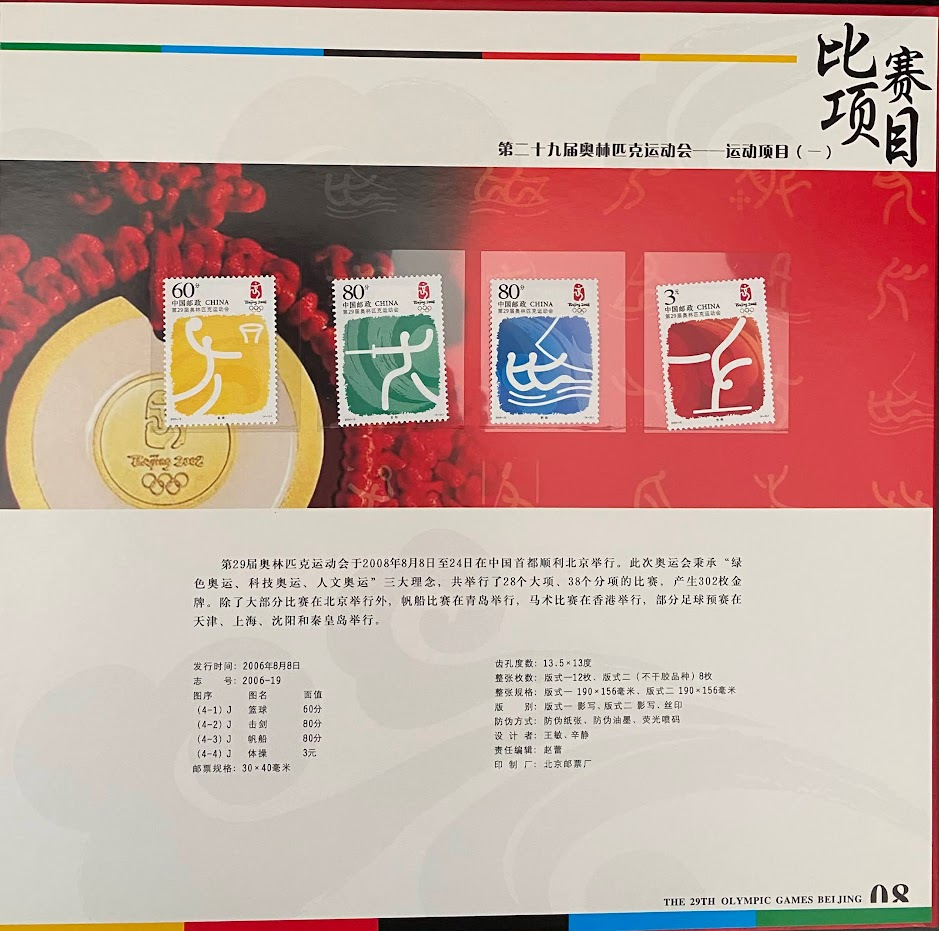 比赛
项目
第二十九届奥林匹克运动会——运动项目(一)
60分
中国邮政 CHINA
第29届奥林匹克运动会
Beijing 2008
80分
中国邮政 CHINA
第29届奥林匹克运动会
Beijing 2008
80分
中国邮政 CHINA
第29届奥林匹克运动会
Beijing 2008
3元
中国邮政 CHINA
第29届奥林匹克运动会
Beijing 2008
第29届奥林匹克运动会于2008年8月8日至24日在中国首都顺利北京举行。此次奥运会秉承“绿
色奥运、科技奥运、人文奥运”三大理念,共举行了28个大项、38个分项的比赛,产生302枚金
牌。除了大部分比赛在北京举行外,帆船比赛在青岛举行,马术比赛在香港举行,部分足球预赛在
天津、上海、沈阳和秦皇岛举行。
发行时间:2006年8月8日
志 号:2006-19
图序 图名 面值
(4-1)J 篮球 60分
(4-2)J 击剑 80分
(4-3)J 帆船 80分
(4-4)J 体操 3元
邮票规格:30×40毫米
齿孔度数:13.5×13度
整张枚数:版式一12枚、版式二(不干胶品种)8枚
整张规格:版式一 190×156毫米、版式二 190×156毫米
版 别:版式一 影写、版式二 影写、丝印
防伪方式:防伪纸张、防伪油墨、荧光喷码
设 计 者:王敏、辛静
责任编辑:赵蕾
印 制 厂:北京邮票厂
THE 29TH OLYMPIC GAMES BEIJING 08